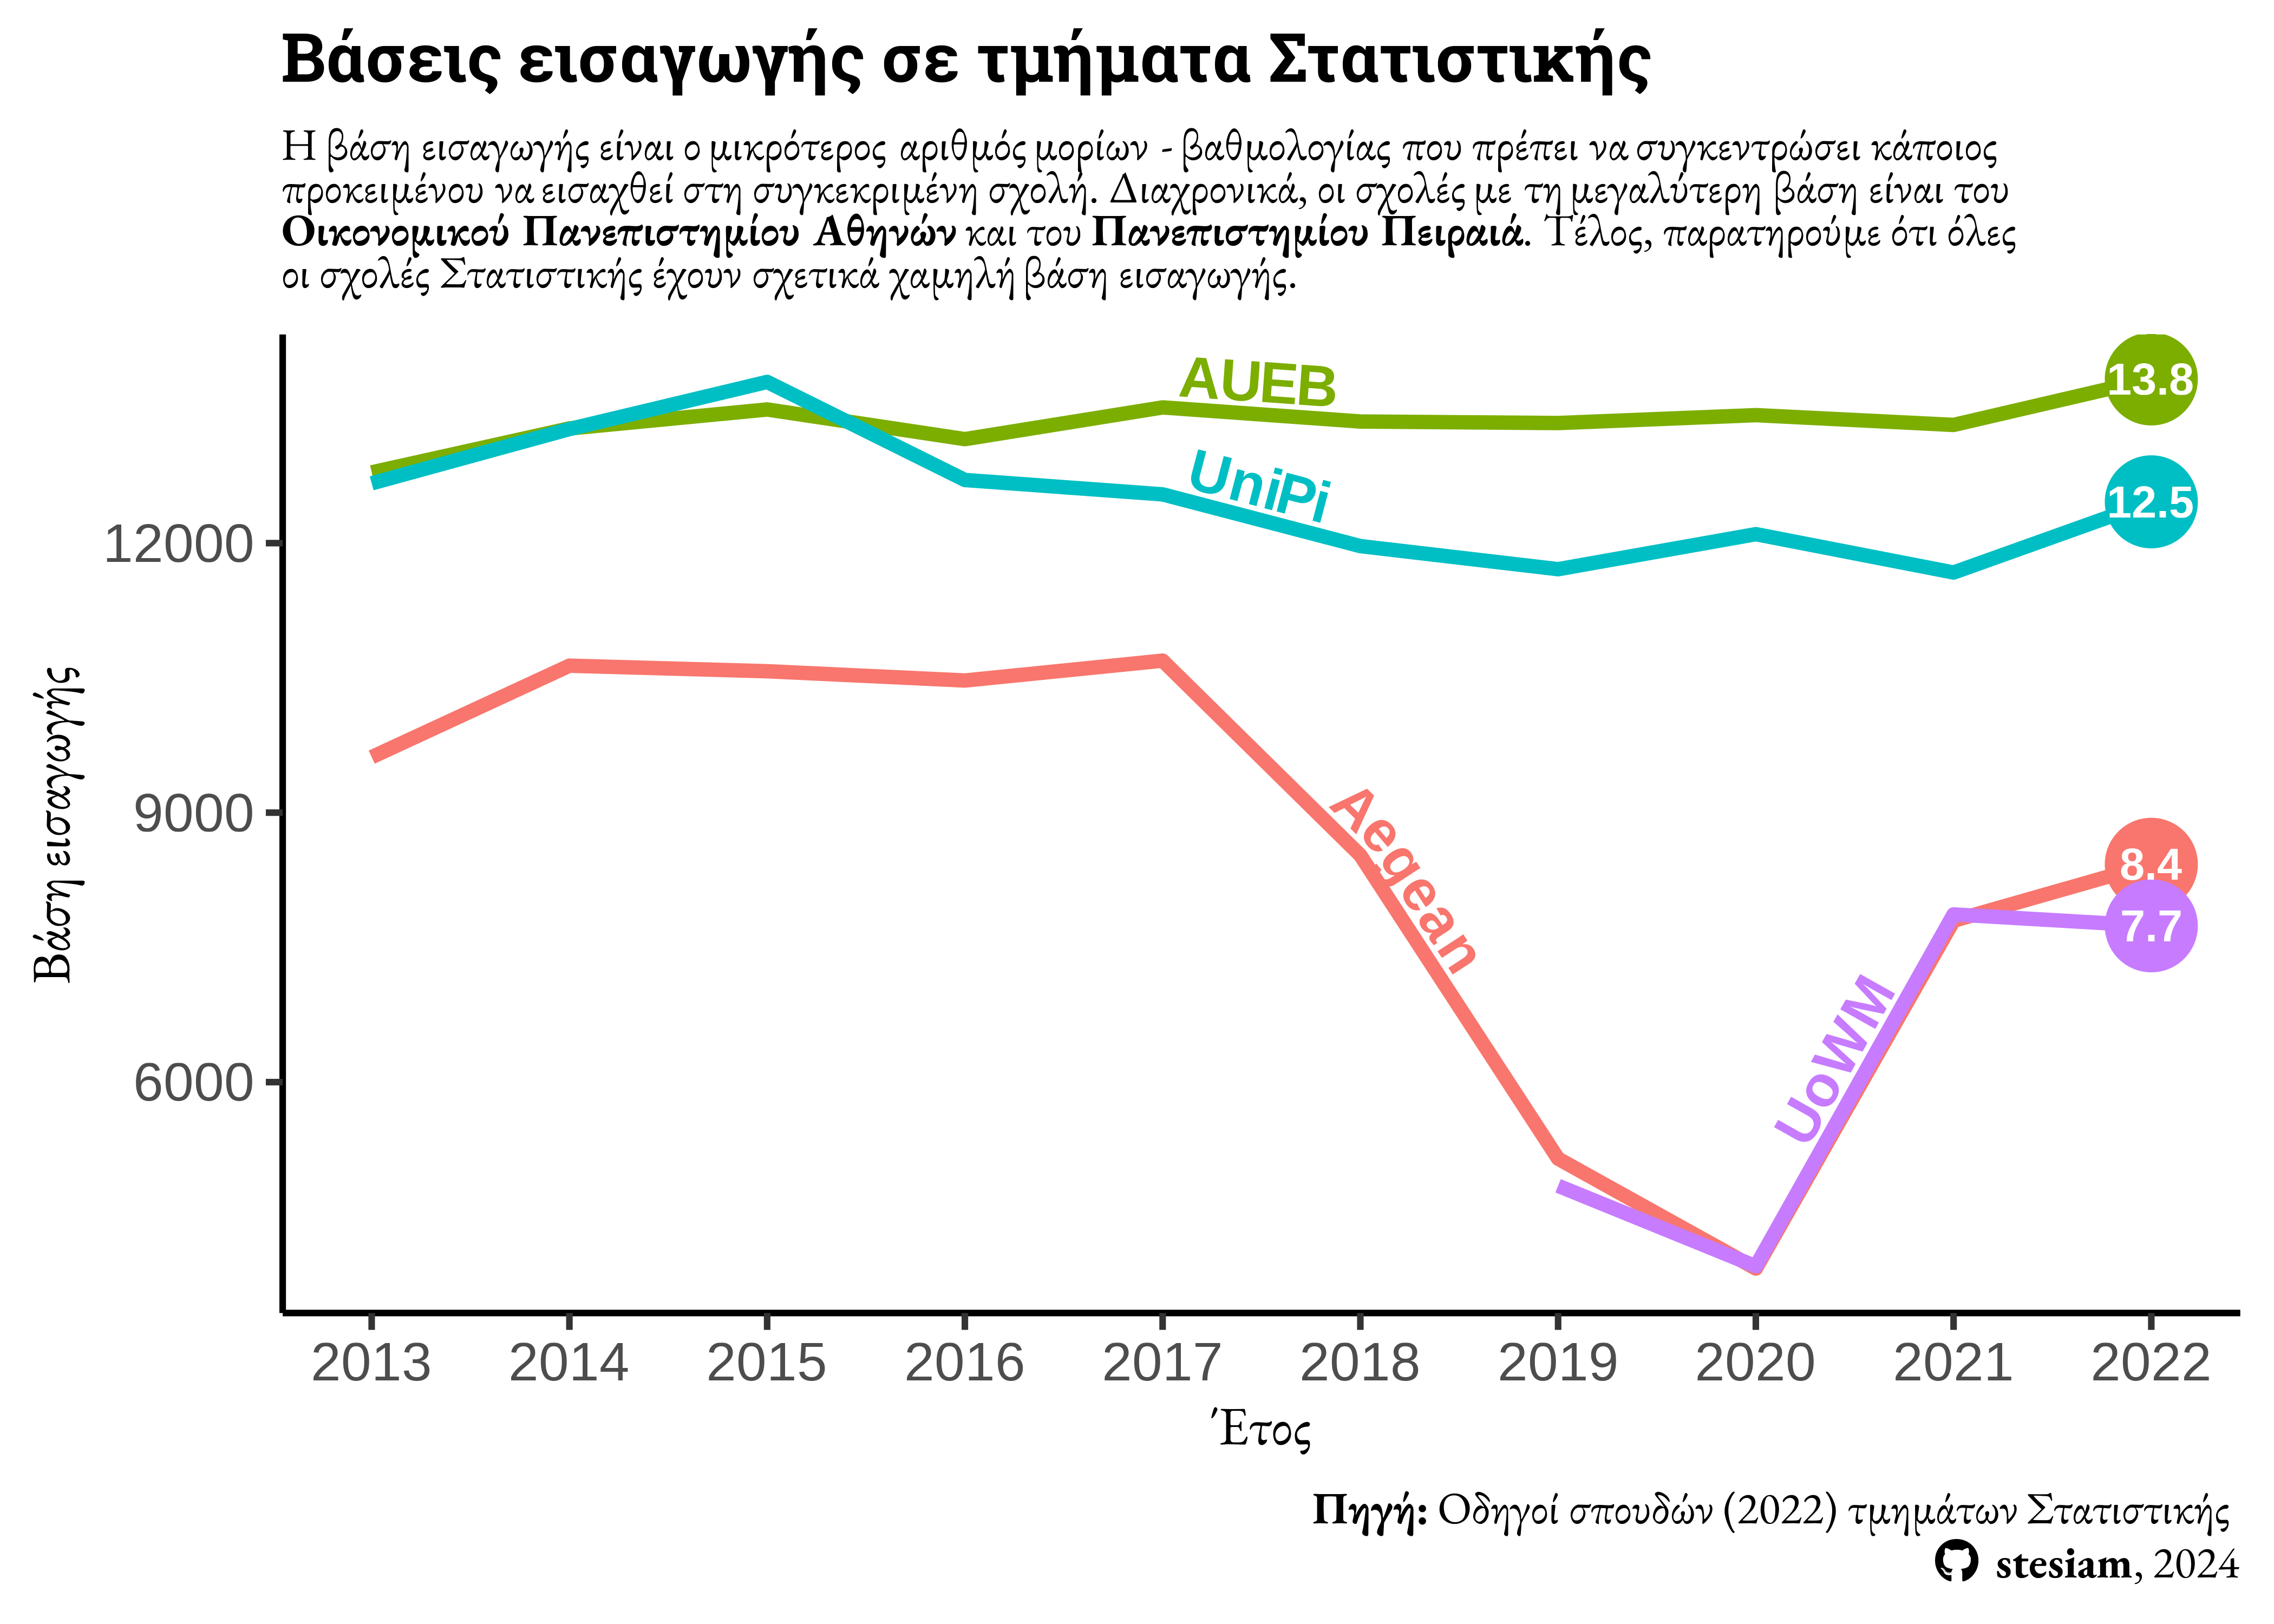 Βάσεις εισαγωγής σε τμήματα Στατιστικής
Η βάση εισαγωγής είναι ο μικρότερος αριθμός μορίων - βαθμολογίας που πρέπει να συγκεντρώσει κάποιος
προκειμένου να εισαχθεί στη συγκεκριμένη σχολή. Διαχρονικά, οι σχολές με τη μεγαλύτερη βάση είναι του
Οικονομικού Πανεπιστημίου Αθηνών και του Πανεπιστημίου Πειραιά. Τέλος, παρατηρούμε ότι όλες
οι σχολές Στατιστικής έχουν σχετικά χαμηλή βάση εισαγωγής.
AUEB
13.8
UniPi
12.5
12000
Βάση εισαγωγής
9000
Aegean
8.4
7.7
UoWM
6000
2013 2014 2015 2016 2017 2018 2019 2020 2021 2022
Έτος
Πηγή: Οδηγοί σπουδών (2022) τμημάτων Στατιστικής
stesiam, 2024